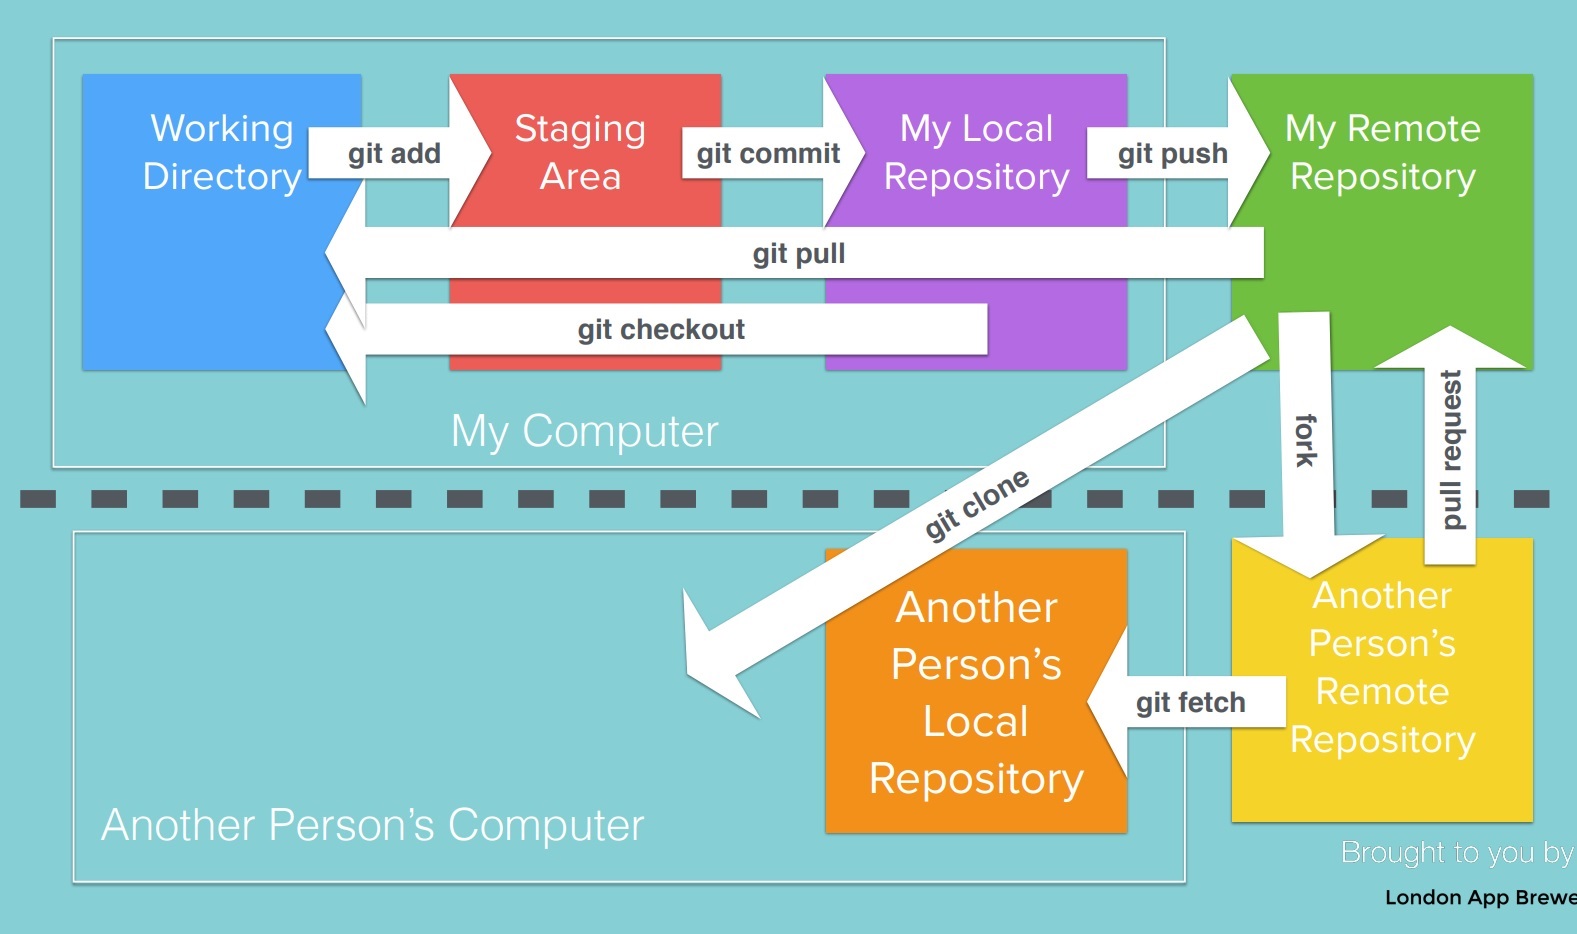 Working
Directory
git add
Staging
Area
git commit
My Local
Repository
git push
My Remote
Repository
git pull
git checkout
My Computer
git clone
fork
pull request
Another
Person's
Local
Repository
git fetch
Another
Person's
Remote
Repository
Another Person's Computer
Brought to you by
London App Brewe